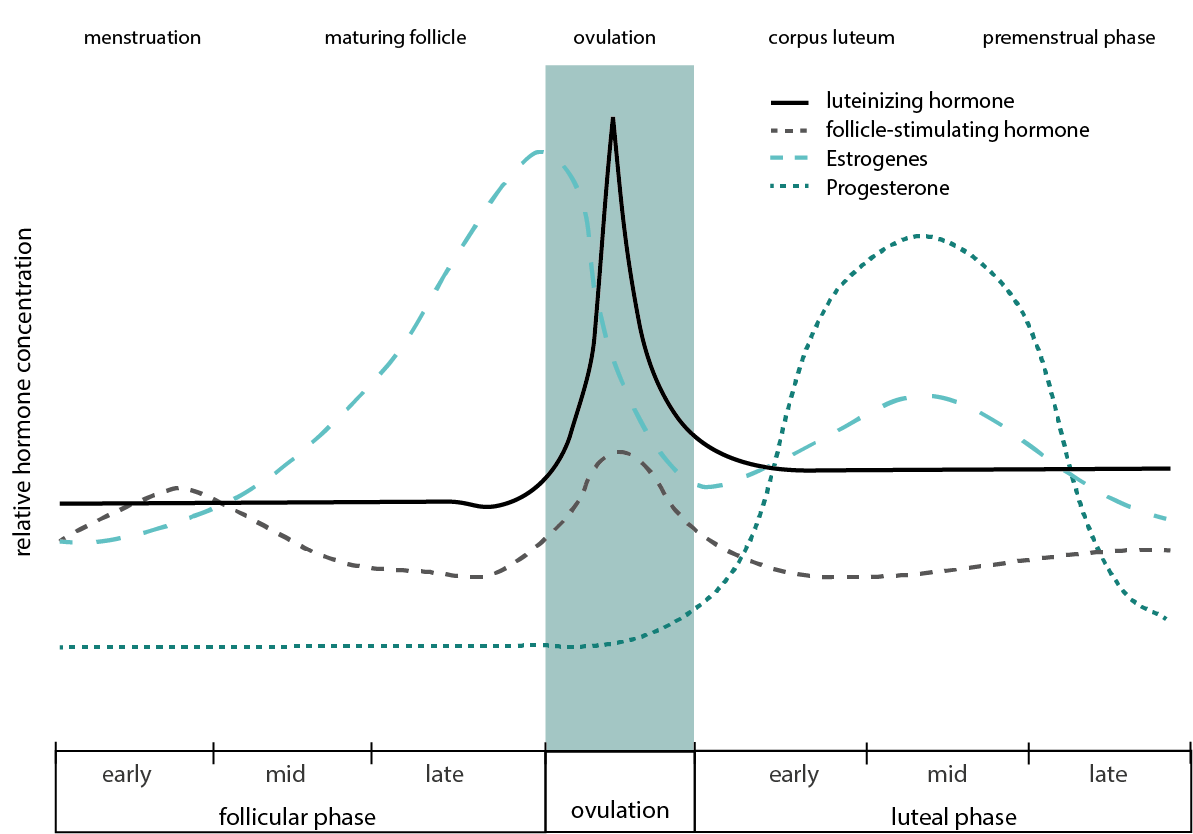 menstruation
maturing follicle
ovulation
corpus luteum
premenstrual phase
luteinizing hormone
follicle-stimulating hormone
Estrogenes
Progesterone
relative hormone concentration
early
mid
late
early
mid
late
follicular phase
ovulation
luteal phase